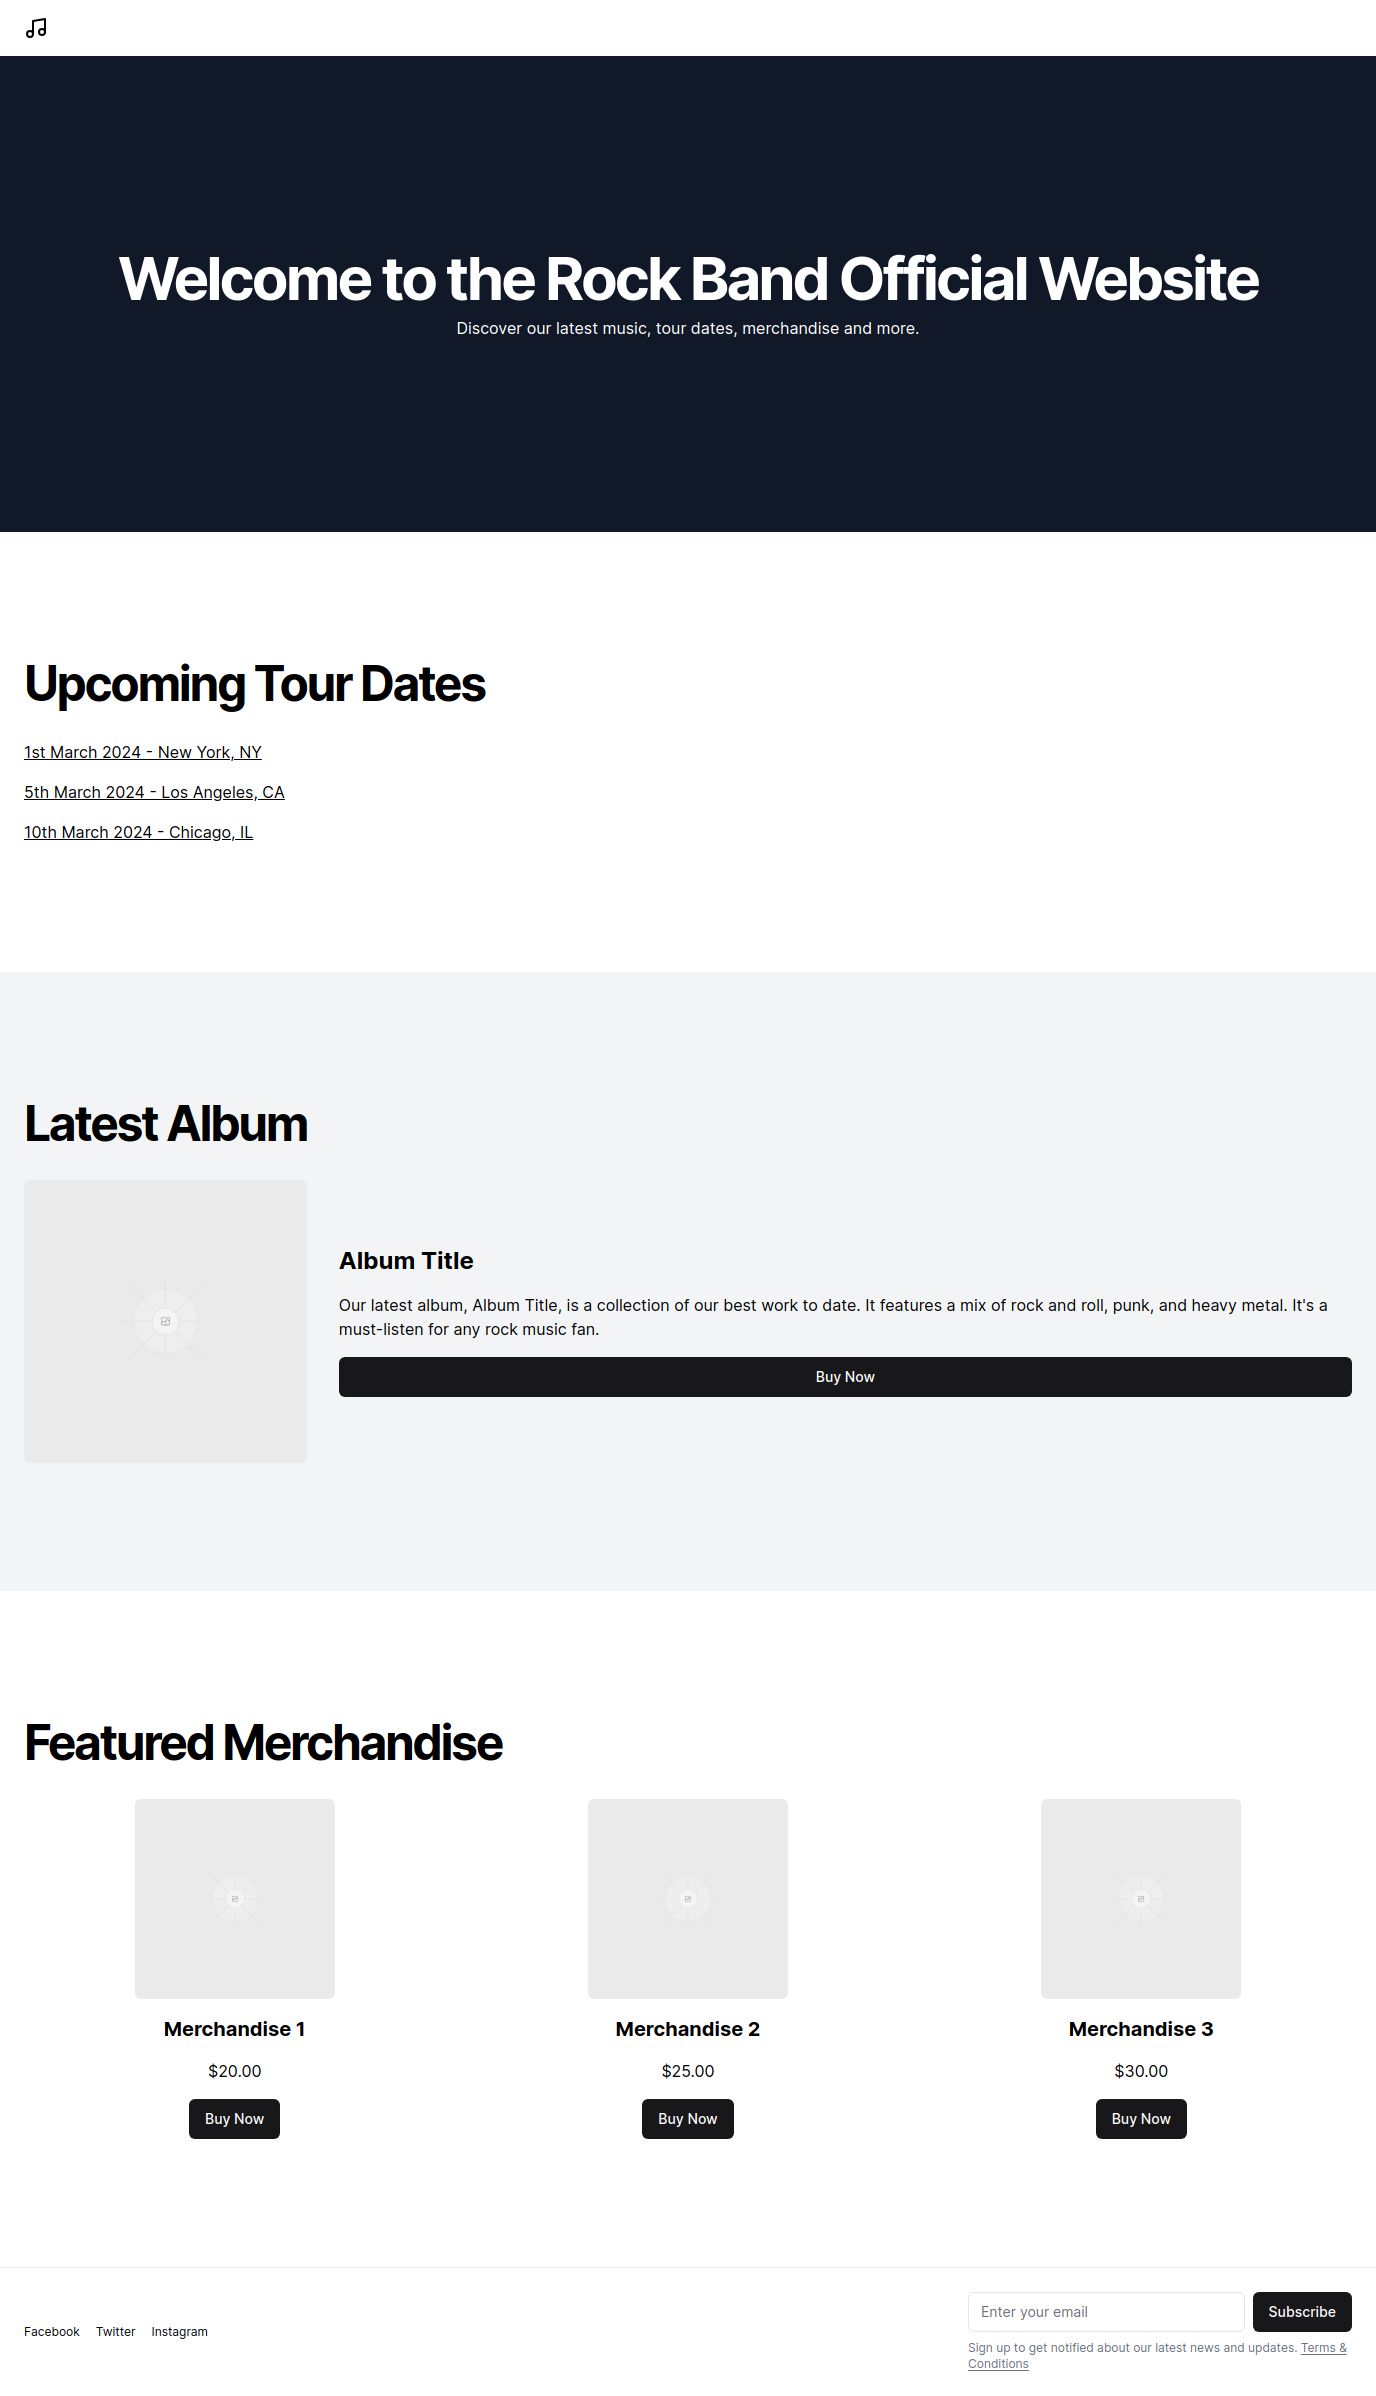 Welcome to the Rock Band Official Website
Discover our latest music, tour dates, merchandise and more.
Upcoming Tour Dates
1st March 2024 - New York, NY
5th March 2024 - Los Angeles, CA
10th March 2024 - Chicago, IL
Latest Album
Album Title
Our latest album, Album Title, is a collection of our best work to date. It features a mix of rock and roll, punk, and heavy metal. It's a
must-listen for any rock music fan.
Buy Now
Featured Merchandise
Merchandise 1
$20.00
Buy Now
Merchandise 2
$25.00
Buy Now
Merchandise 3
$30.00
Buy Now
Facebook Twitter Instagram
Enter your email
Subscribe
Sign up to get notified about our latest news and updates. Terms &
Conditions